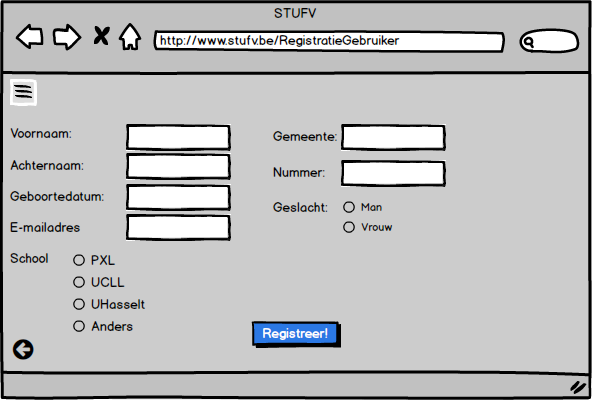 STUFV
http://www.stufv.be/RegistratieGebruiker
Voornaam:
Achternaam:
Geboortedatum:
E-mailadres
School
PXL
UCLL
UHasselt
Anders
Gemeente:
Nummer:
Geslacht:
Man
Vrouw
Registreer!